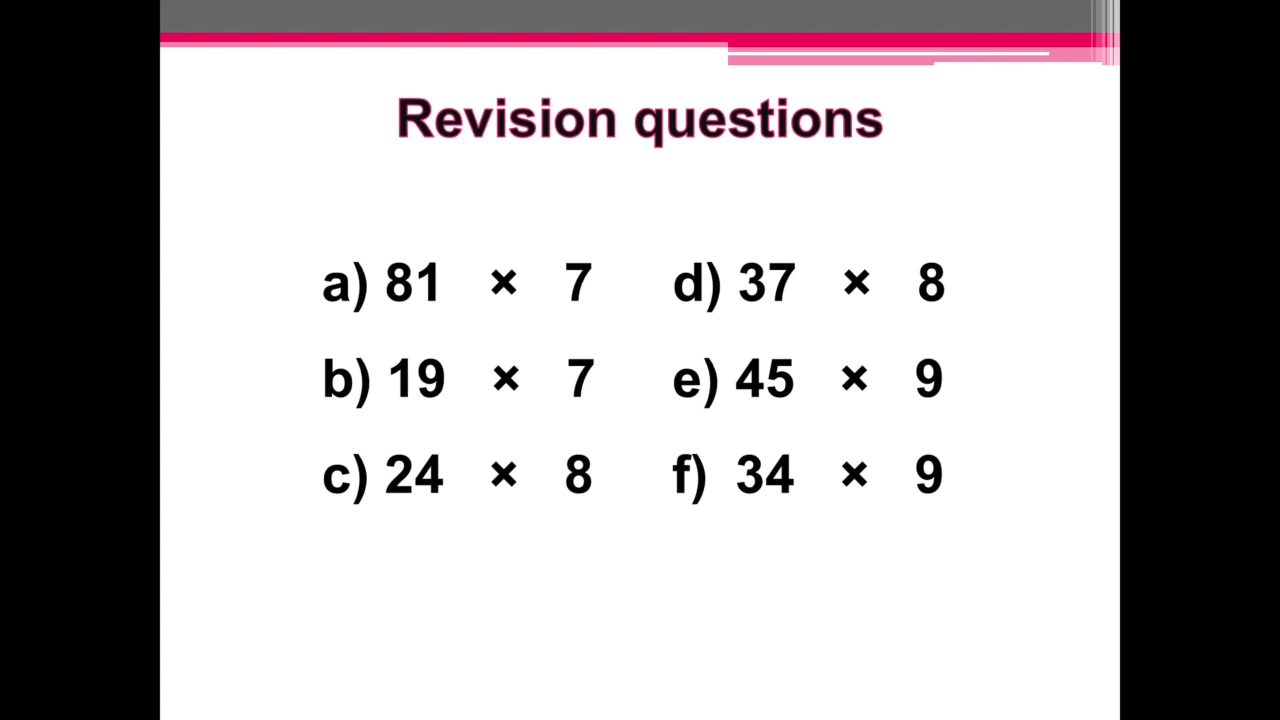 Revision questions
a) 81 × 7 d) 37 × 8
b) 19 × 7 e) 45 × 9
c) 24 × 8 f) 34 × 9